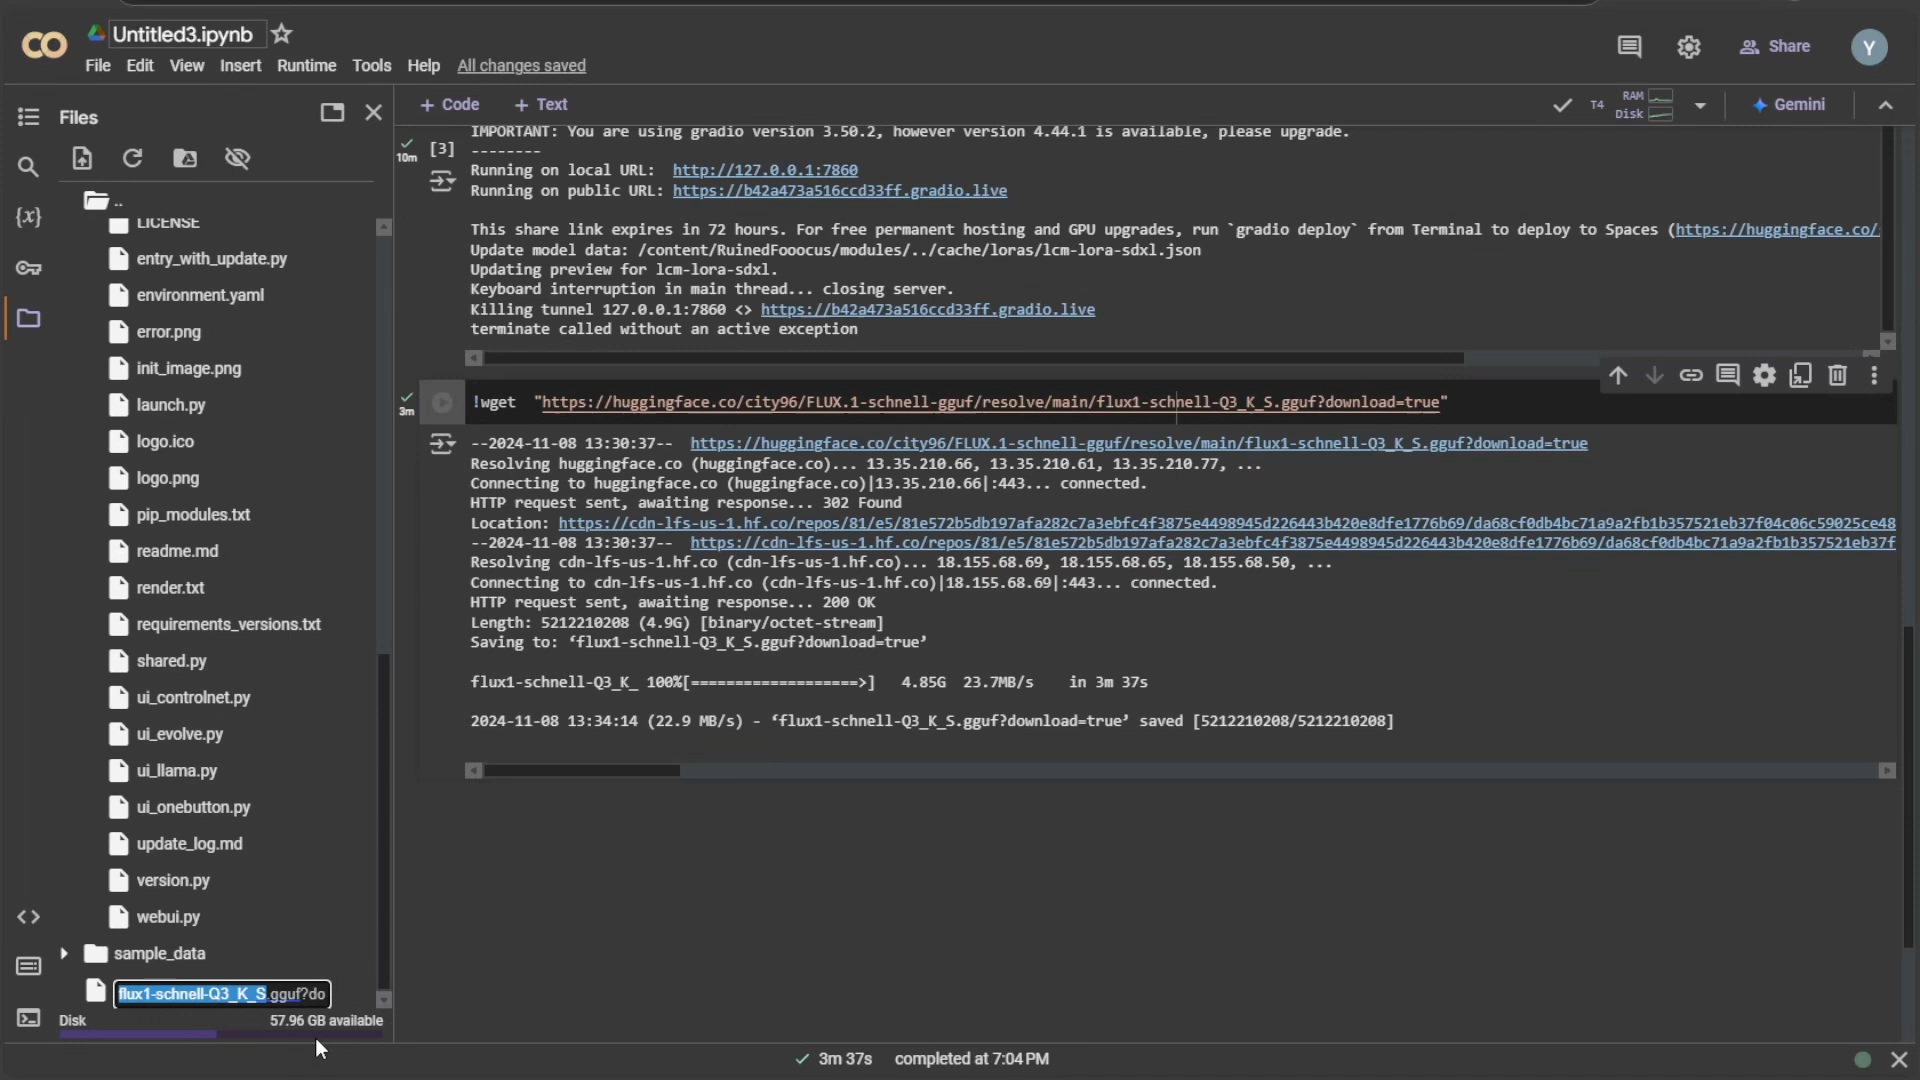 CO
Untitled3.ipynb
File Edit View Insert Runtime Tools Help All changes saved
Share
Y
Files
+ Code + Text
T4
RAM
Disk
Gemini
..
LICENSE
entry_with_update.py
environment.yaml
error.png
init_image.png
launch.py
logo.ico
logo.png
pip_modules.txt
readme.md
render.txt
requirements_versions.txt
shared.py
ui_controlnet.py
ui_evolve.py
ui_llama.py
ui_onebutton.py
update_log.md
version.py
webui.py
sample_data
flux1-schnell-Q3_K_S.gguf?do
Disk 57.96 GB available
{x}
<>
10m
[3]
IMPORTANT: You are using gradio version 3.50.2, however version 4.44.1 is available, please upgrade.
--------
Running on local URL: http://127.0.0.1:7860
Running on public URL: https://b42a473a516ccd33ff.gradio.live
This share link expires in 72 hours. For free permanent hosting and GPU upgrades, run `gradio deploy` from Terminal to deploy to Spaces (https://huggingface.co/
Update model data: /content/RuinedFooocus/modules/../cache/loras/lcm-lora-sdxl.json
Updating preview for lcm-lora-sdxl.
Keyboard interruption in main thread... closing server.
Killing tunnel 127.0.0.1:7860 <> https://b42a473a516ccd33ff.gradio.live
terminate called without an active exception
3m
!wget "https://huggingface.co/city96/FLUX.1-schnell-gguf/resolve/main/flux1-schnell-Q3_K_S.gguf?download=true"
--2024-11-08 13:30:37-- https://huggingface.co/city96/FLUX.1-schnell-gguf/resolve/main/flux1-schnell-Q3_K_S.gguf?download=true
Resolving huggingface.co (huggingface.co)... 13.35.210.66, 13.35.210.61, 13.35.210.77, ...
Connecting to huggingface.co (huggingface.co)|13.35.210.66|:443... connected.
HTTP request sent, awaiting response... 302 Found
Location: https://cdn-lfs-us-1.hf.co/repos/81/e5/81e572b5db197afa282c7a3ebfc4f3875e4498945d226443b420e8dfe1776b69/da68cf0db4bc71a9a2fb1b357521eb37f04c06c59025ce48
--2024-11-08 13:30:37-- https://cdn-lfs-us-1.hf.co/repos/81/e5/81e572b5db197afa282c7a3ebfc4f3875e4498945d226443b420e8dfe1776b69/da68cf0db4bc71a9a2fb1b357521eb37f
Resolving cdn-lfs-us-1.hf.co (cdn-lfs-us-1.hf.co)... 18.155.68.69, 18.155.68.65, 18.155.68.50, ...
Connecting to cdn-lfs-us-1.hf.co (cdn-lfs-us-1.hf.co)|18.155.68.69|:443... connected.
HTTP request sent, awaiting response... 200 OK
Length: 5212210208 (4.9G) [binary/octet-stream]
Saving to: ‘flux1-schnell-Q3_K_S.gguf?download=true’
flux1-schnell-Q3_K_ 100%[===================>] 4.85G 23.7MB/s in 3m 37s
2024-11-08 13:34:14 (22.9 MB/s) - ‘flux1-schnell-Q3_K_S.gguf?download=true’ saved [5212210208/5212210208]
3m 37s completed at 7:04 PM